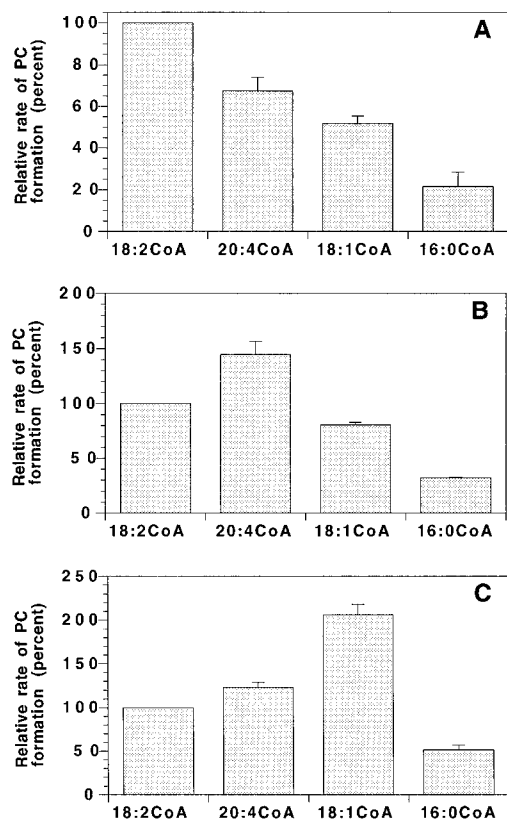 A
Relative rate of PC
formation (percent)
100
80
60
40
20
0
18:2CoA 20:4CoA 18:1CoA 16:0CoA
B
Relative rate of PC
formation (percent)
200
150
100
50
0
18:2CoA 20:4CoA 18:1CoA 16:0CoA
C
Relative rate of PC
formation (percent)
250
200
150
100
50
0
18:2CoA 20:4CoA 18:1CoA 16:0CoA